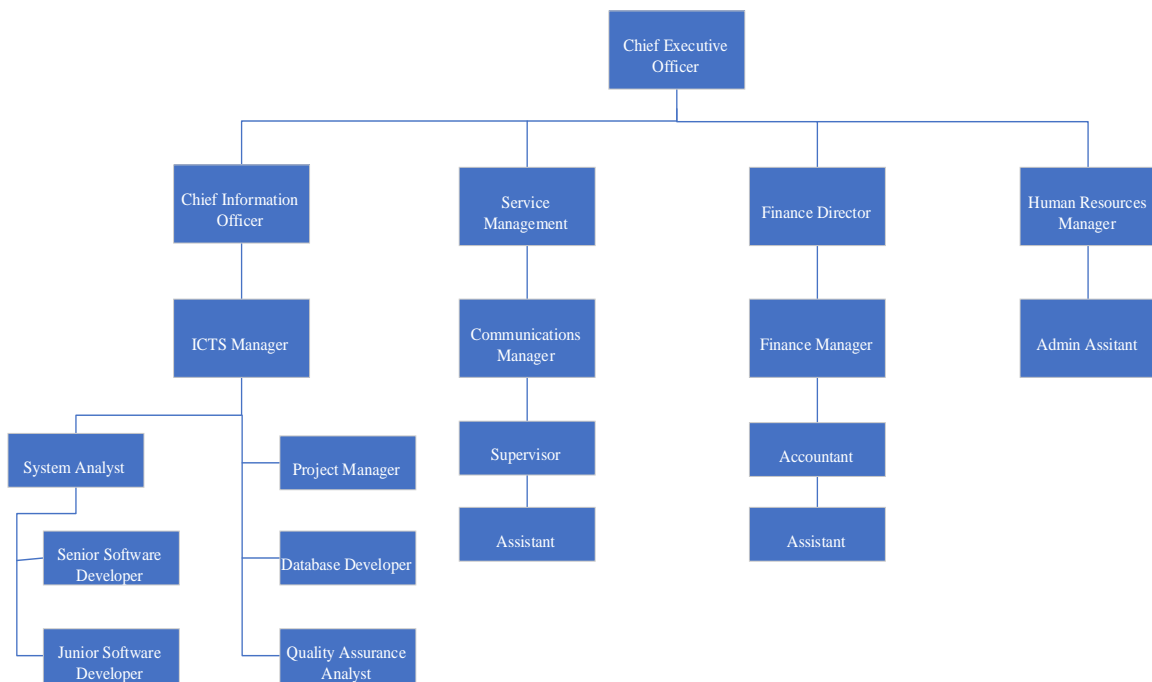 Chief Executive
Officer
Chief Information
Officer
Service
Management
Finance Director
Human Resources
Manager
ICTS Manager
Communications
Manager
Finance Manager
Admin Assitant
System Analyst
Project Manager
Supervisor
Accountant
Senior Software
Developer
Database Developer
Assistant
Assistant
Junior Software
Developer
Quality Assurance
Analyst